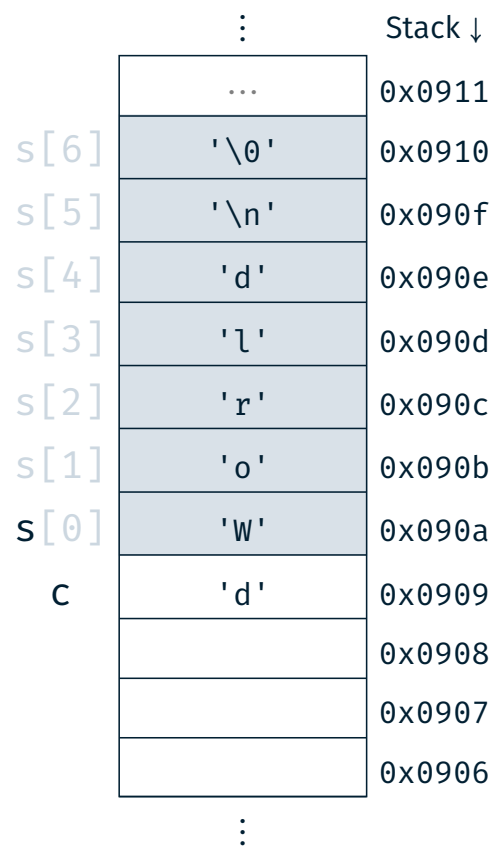 ⋮ Stack ↓
... 0x0911
s[6] '\0' 0x0910
s[5] '\n' 0x090f
s[4] 'd' 0x090e
s[3] 'l' 0x090d
s[2] 'r' 0x090c
s[1] 'o' 0x090b
s[0] 'W' 0x090a
c 'd' 0x0909
0x0908
0x0907
0x0906
⋮